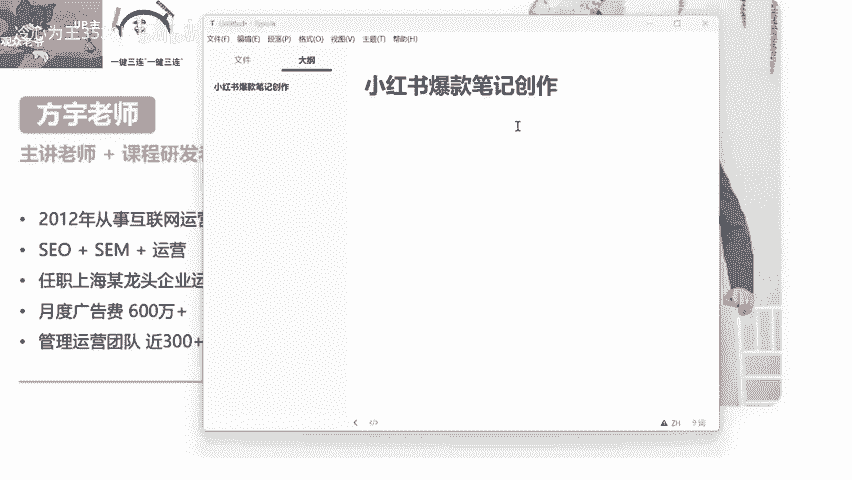 一键三连 一键三连
方宇老师
主讲老师 + 课程研发
• 2012年从事互联网运营
• SEO + SEM + 运营
• 任职上海某龙头企业运
• 月度广告费 600万+
• 管理运营团队 近300+
文件(F) 编辑(E) 段落(P) 格式(O) 视图(V) 主题(T) 帮助(H)
文件 大纲
小红书爆款笔记创作
小红书爆款笔记创作
ZH 9 词